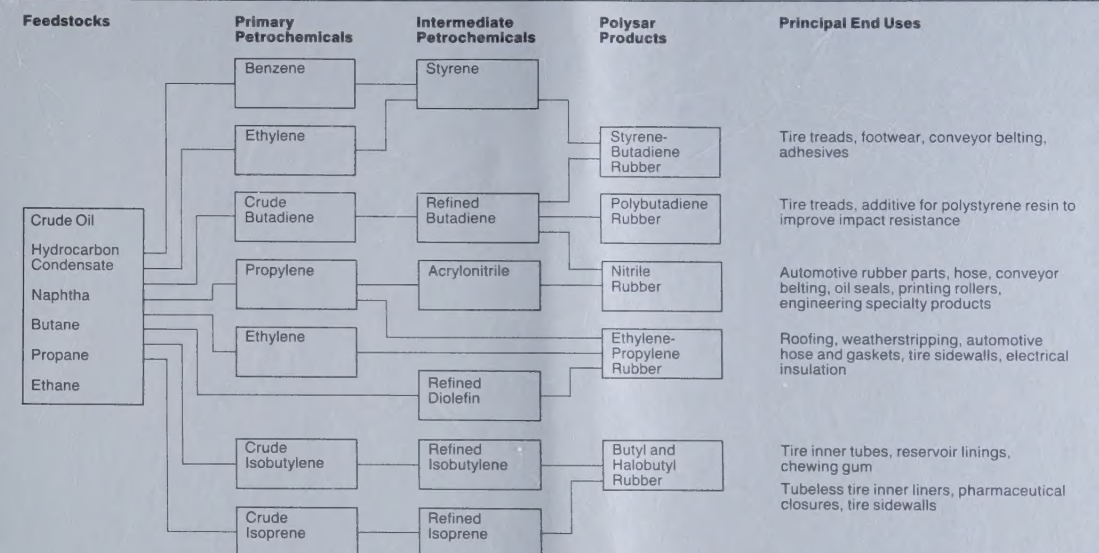 Feedstocks
Primary
Petrochemicals
Intermediate
Petrochemicals
Polysar
Products
Principal End Uses
Crude Oil
Hydrocarbon
Condensate
Naphtha
Butane
Propane
Ethane
Benzene
Ethylene
Crude
Butadiene
Propylene
Ethylene
Crude
Isobutylene
Crude
Isoprene
Styrene
Refined
Butadiene
Acrylonitrile
Refined
Diolefin
Refined
Isobutylene
Refined
Isoprene
Styrene-
Butadiene
Rubber
Polybutadiene
Rubber
Nitrile
Rubber
Ethylene-
Propylene
Rubber
Butyl and
Halobutyl
Rubber
Tire treads, footwear, conveyor belting,
adhesives
Tire treads, additive for polystyrene resin to
improve impact resistance
Automotive rubber parts, hose, conveyor
belting, oil seals, printing rollers,
engineering specialty products
Roofing, weatherstripping, automotive
hose and gaskets, tire sidewalls, electrical
insulation
Tire inner tubes, reservoir linings,
chewing gum
Tubeless tire inner liners, pharmaceutical
closures, tire sidewalls